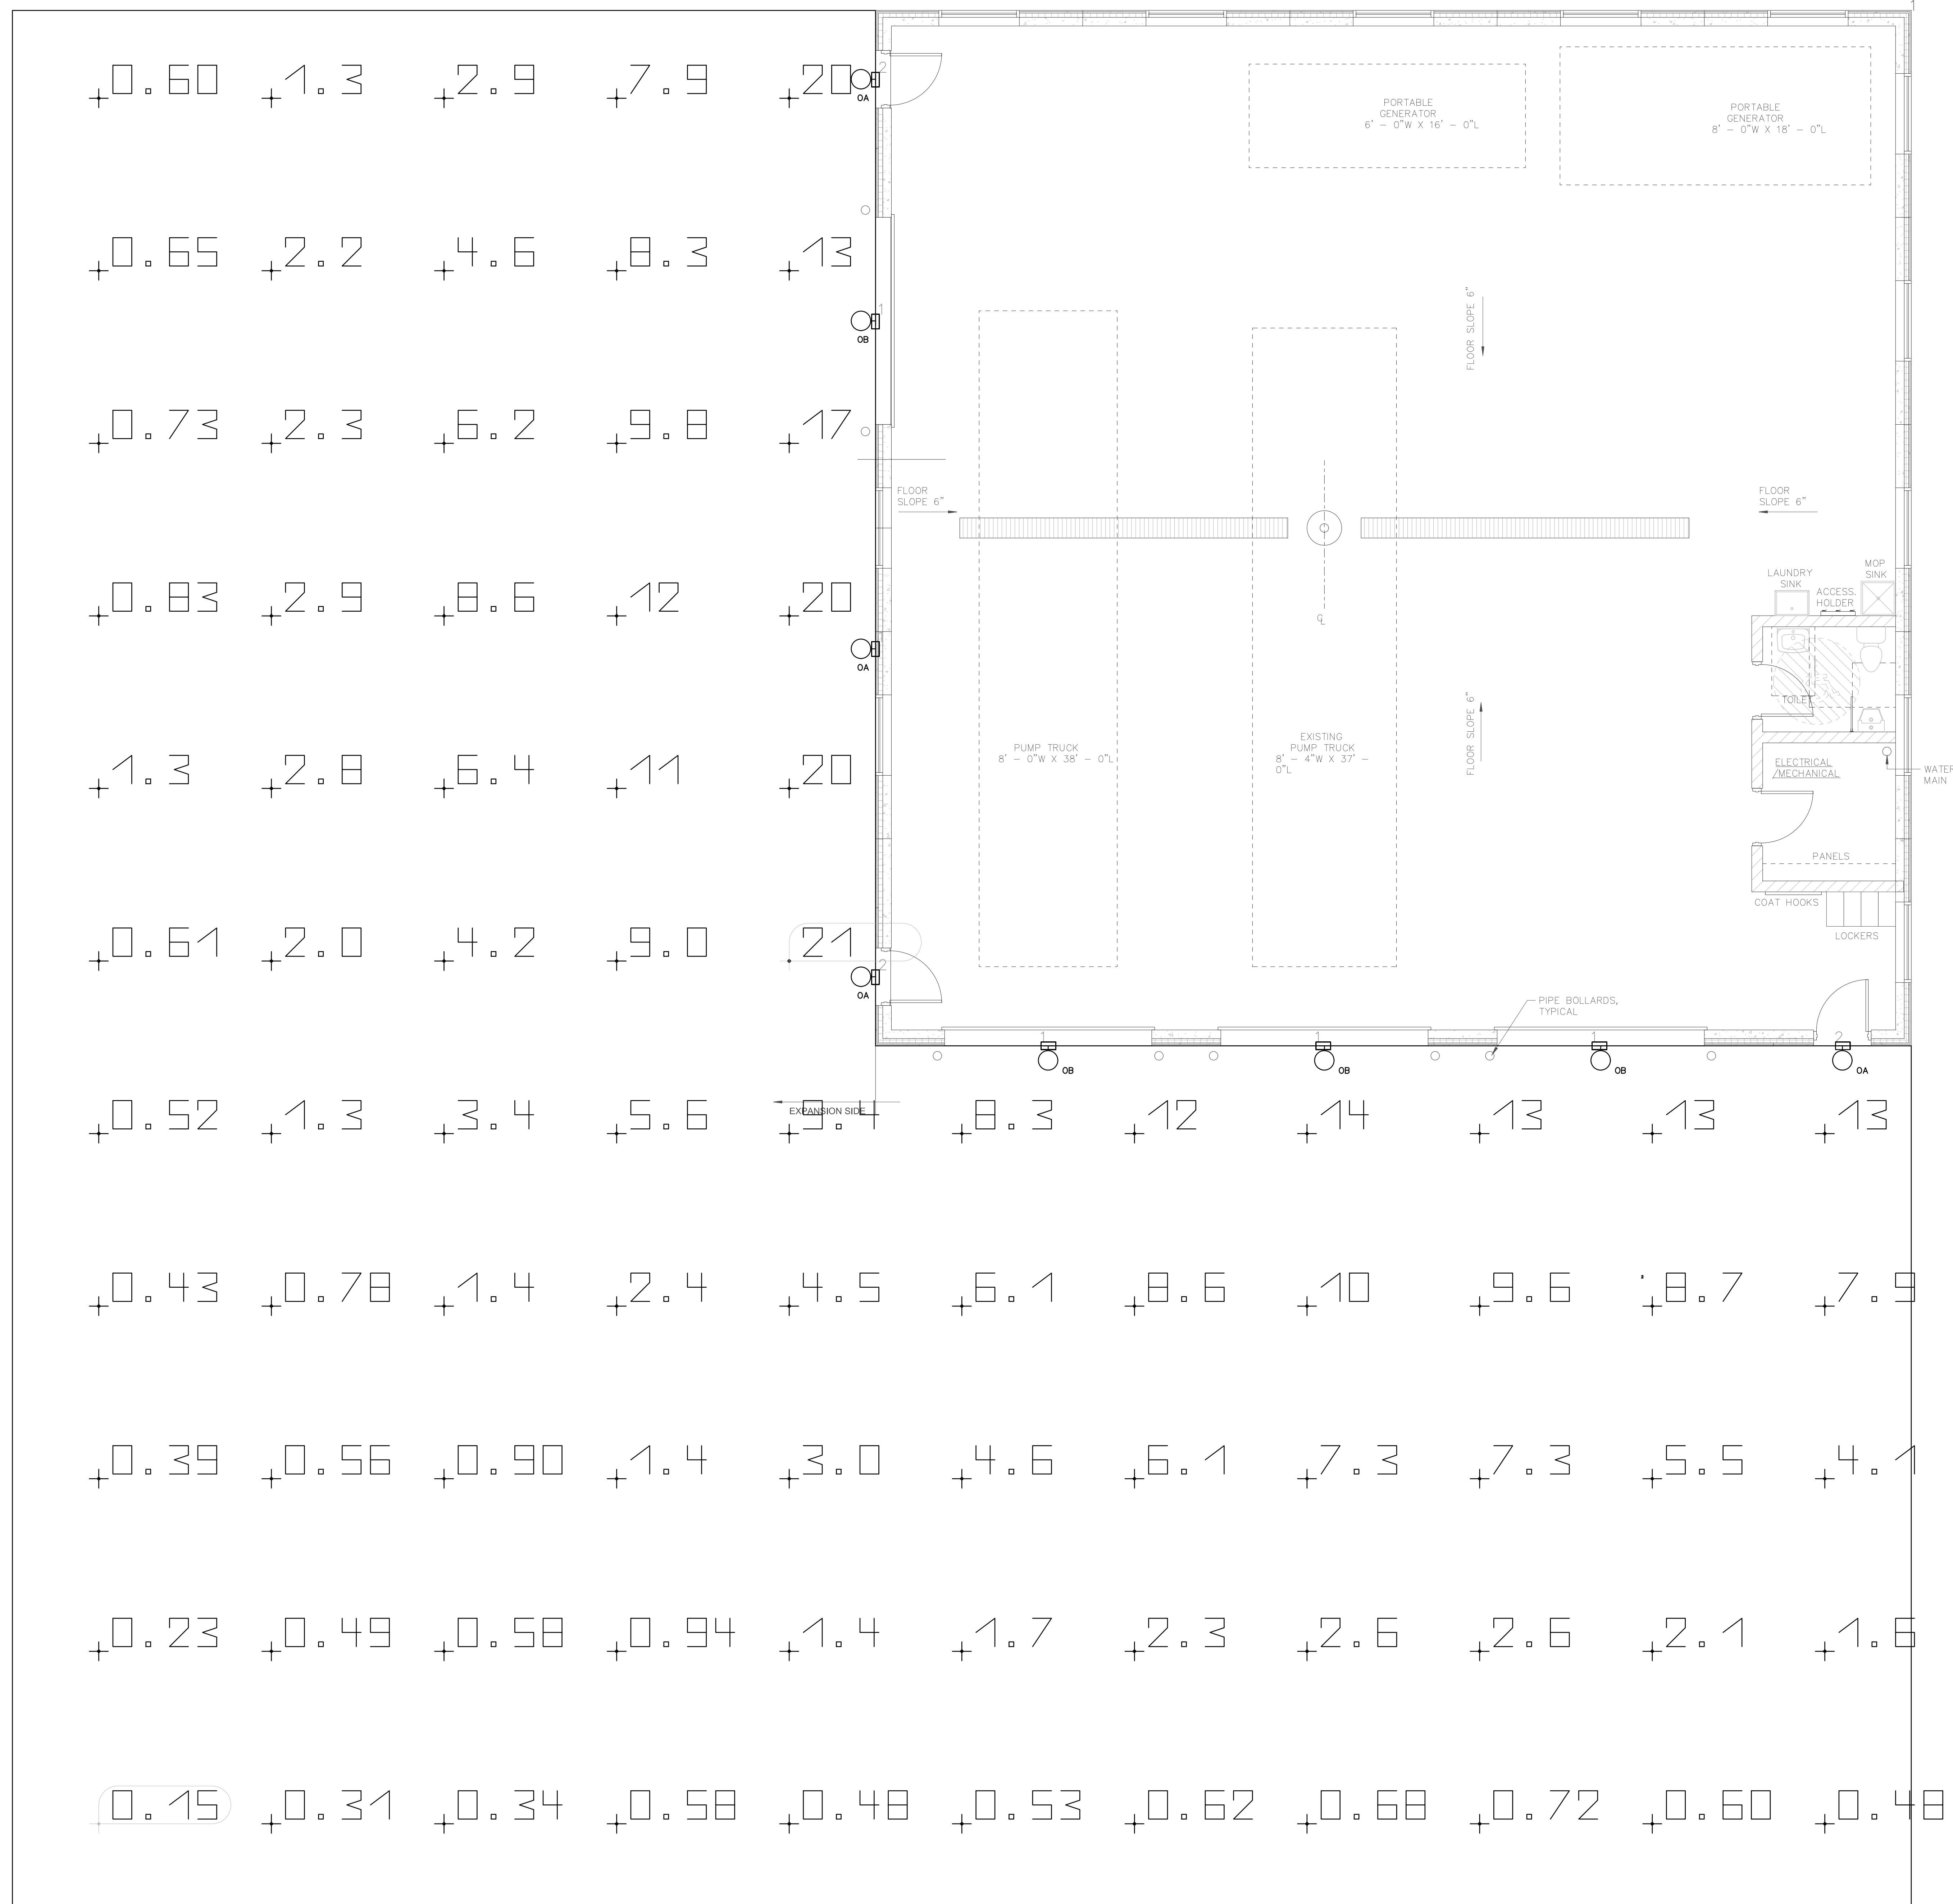 0.60 1.3 2.9 7.9 20
2
OA
PORTABLE
GENERATOR
6' - 0"W X 16' - 0"L
PORTABLE
GENERATOR
8' - 0"W X 18' - 0"L
0.65 2.2 4.6 8.3 13
1
OB
FLOOR SLOPE 6"
0.73 2.3 6.2 9.8 17
FLOOR
SLOPE 6"
FLOOR
SLOPE 6"
0.83 2.9 8.6 12 20
OA
CL
LAUNDRY
SINK
ACCESS.
HOLDER
MOP
SINK
TOILET
FLOOR SLOPE 6"
1.3 2.8 6.4 11 20
PUMP TRUCK
8' - 0"W X 38' - 0"L
EXISTING
PUMP TRUCK
8' - 4"W X 37' -
0"L
ELECTRICAL
/MECHANICAL
WATER
MAIN
PANELS
COAT HOOKS
LOCKERS
0.61 2.0 4.2 9.0 21
2
OA
PIPE BOLLARDS,
TYPICAL
1 1 1 2
OB OB OB OA
EXPANSION SIDE
0.52 1.3 3.4 5.6 9.4 8.3 12 14 13 13 13
0.43 0.78 1.4 2.4 4.5 6.1 8.6 10 9.6 8.7 7.9
0.39 0.56 0.90 1.4 3.0 4.6 6.1 7.3 7.3 5.5 4.1
0.23 0.49 0.58 0.94 1.4 1.7 2.3 2.6 2.6 2.1 1.6
0.15 0.31 0.34 0.58 0.48 0.53 0.62 0.68 0.72 0.60 0.48